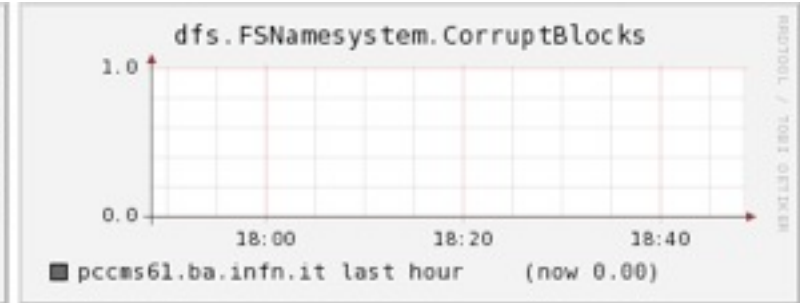 dfs.FSNamesystem.CorruptBlocks
1.0
0.0
18:00 18:20 18:40
pccms61.ba.infn.it last hour (now 0.00)
RRDTOOL / TOBI OETIKER